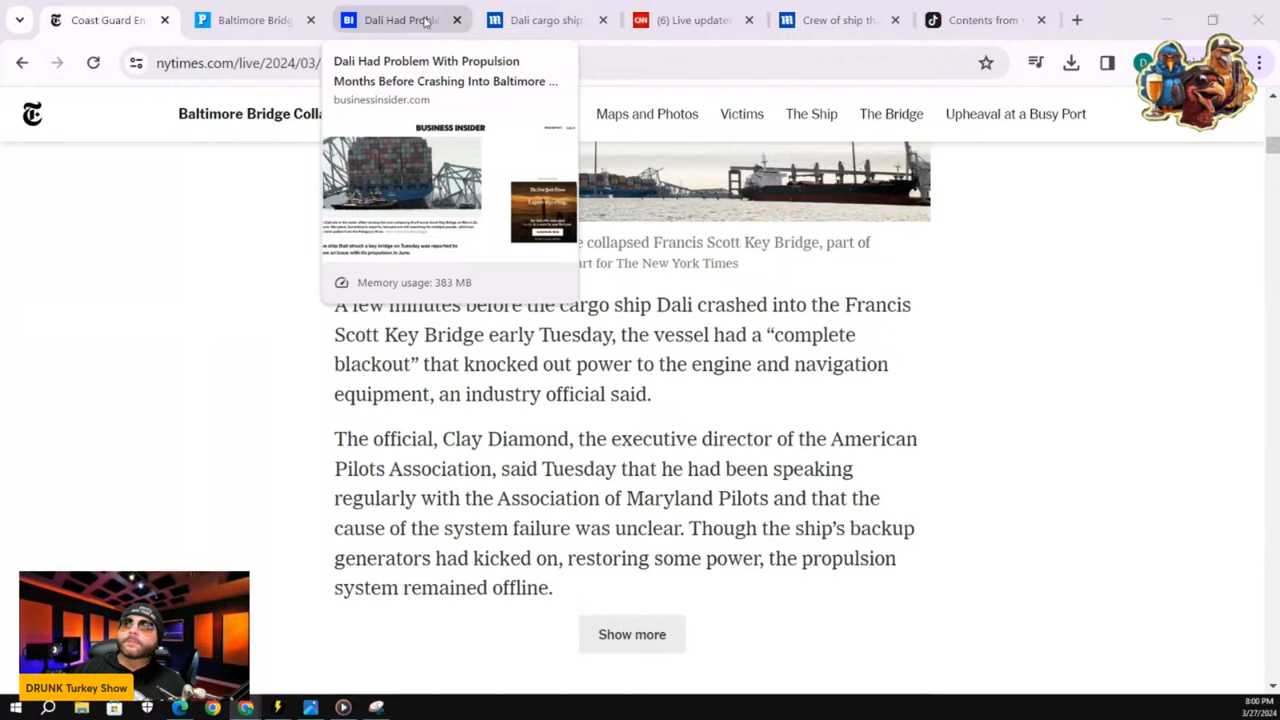 Coast Guard En
Baltimore Bridg
BI
Dali Had Proble
Dali cargo ship
CNN
(6) Live update
Crew of ship th
Contents from
nytimes.com/live/2024/03/
Dali Had Problem With Propulsion
Months Before Crashing Into Baltimore ...
businessinsider.com
BUSINESS INSIDER
The New York Times
Memory usage: 383 MB
Baltimore Bridge Colla
Maps and Photos
Victims
The Ship
The Bridge
Upheaval at a Busy Port
e collapsed Francis Scott Key Bridge, part of
rt for The New York Times
A few minutes before the cargo ship Dali crashed into the Francis
Scott Key Bridge early Tuesday, the vessel had a “complete
blackout” that knocked out power to the engine and navigation
equipment, an industry official said.
The official, Clay Diamond, the executive director of the American
Pilots Association, said Tuesday that he had been speaking
regularly with the Association of Maryland Pilots and that the
cause of the system failure was unclear. Though the ship’s backup
generators had kicked on, restoring some power, the propulsion
system remained offline.
Show more
DRUNK Turkey Show
8:00 PM
3/27/2024